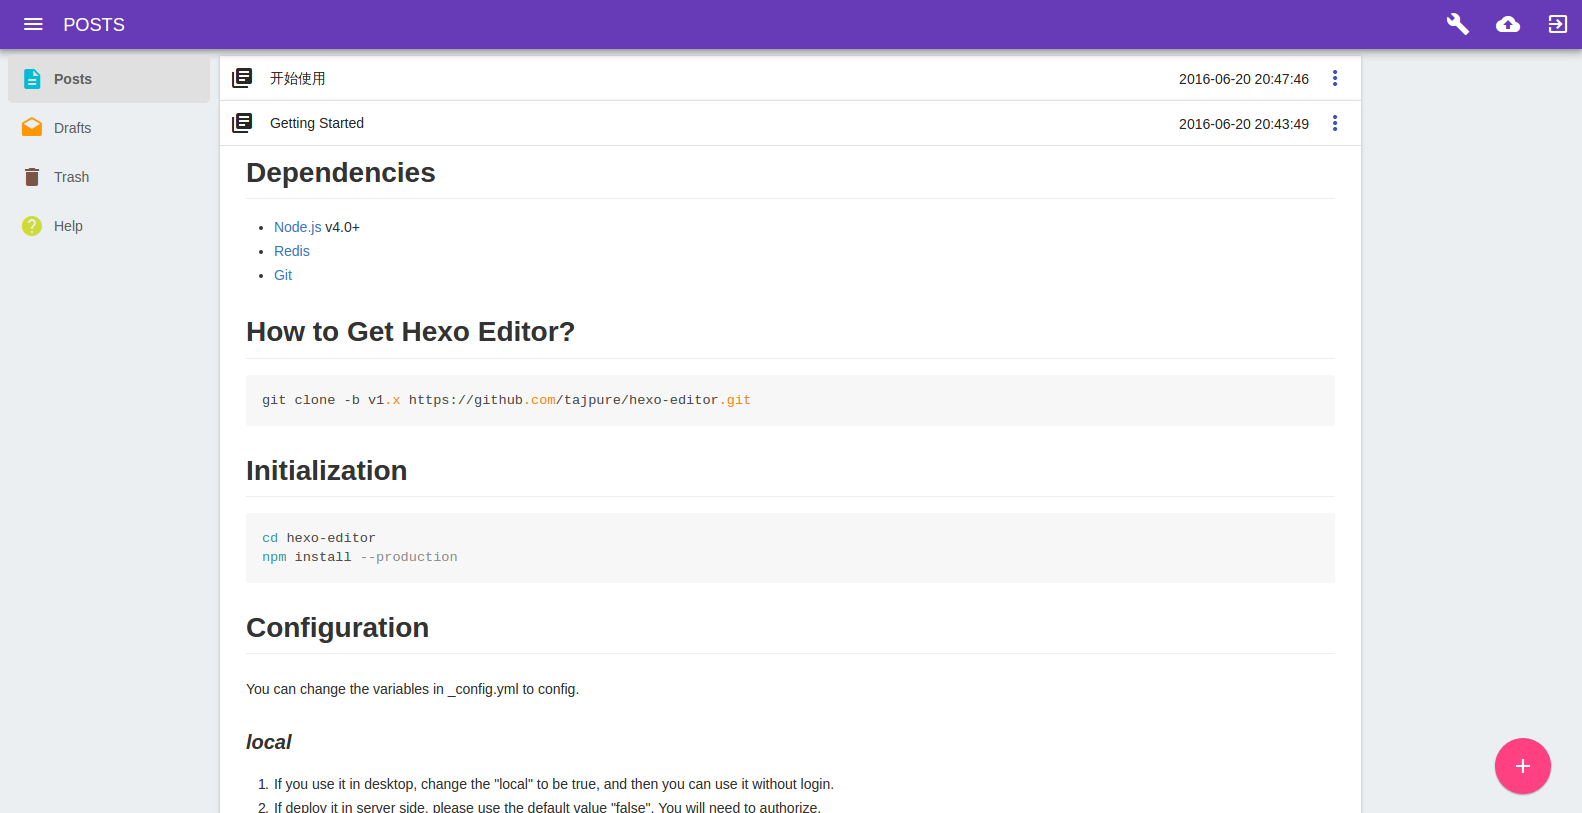 POSTS
Posts
Drafts
Trash
Help
开始使用 2016-06-20 20:47:46
Getting Started 2016-06-20 20:43:49
Dependencies
• Node.js v4.0+
• Redis
• Git
How to Get Hexo Editor?
git clone -b v1.x https://github.com/tajpure/hexo-editor.git
Initialization
cd hexo-editor
npm install --production
Configuration
You can change the variables in _config.yml to config.
local
1. If you use it in desktop, change the "local" to be true, and then you can use it without login.
2. If deploy it in server side, please use the default value "false". You will need to authorize.